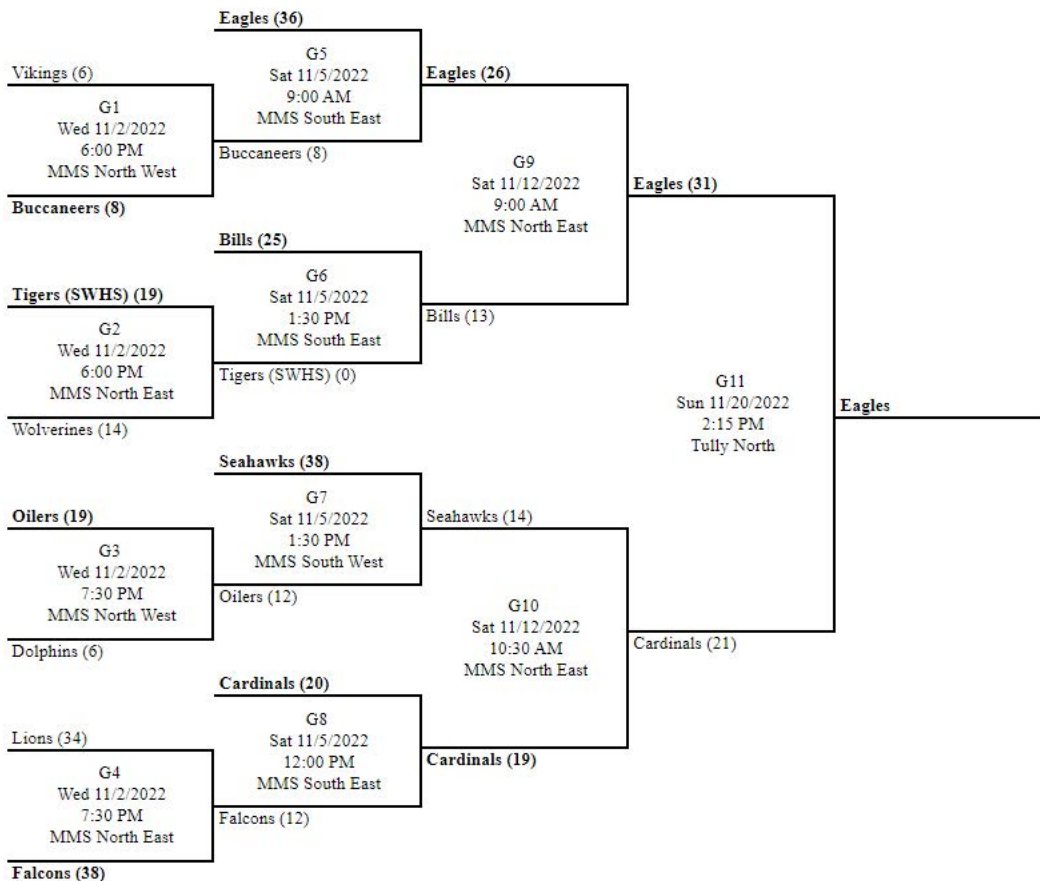 Eagles (36)
G5
Sat 11/5/2022
9:00 AM
MMS South East
Buccaneers (8)
Vikings (6)
G1
Wed 11/2/2022
6:00 PM
MMS North West
Buccaneers (8)
Bills (25)
G6
Sat 11/5/2022
1:30 PM
MMS South East
Tigers (SWHS) (0)
Tigers (SWHS) (19)
G2
Wed 11/2/2022
6:00 PM
MMS North East
Wolverines (14)
Seahawks (38)
G7
Sat 11/5/2022
1:30 PM
MMS South West
Oilers (12)
Oilers (19)
G3
Wed 11/2/2022
7:30 PM
MMS North West
Dolphins (6)
Cardinals (20)
G8
Sat 11/5/2022
12:00 PM
MMS South East
Falcons (12)
Lions (34)
G4
Wed 11/2/2022
7:30 PM
MMS North East
Falcons (38)
Eagles (26)
G9
Sat 11/12/2022
9:00 AM
MMS North East
Bills (13)
Seahawks (14)
G10
Sat 11/12/2022
10:30 AM
MMS North East
Cardinals (19)
Eagles (31)
G11
Sun 11/20/2022
2:15 PM
Tully North
Cardinals (21)
Eagles